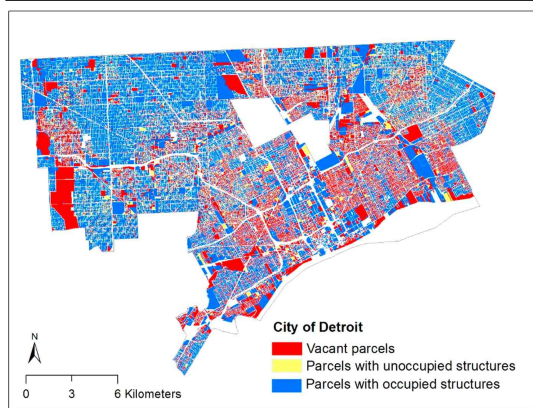 City of Detroit
Vacant parcels
Parcels with unoccupied structures
Parcels with occupied structures
N
0 3 6 Kilometers